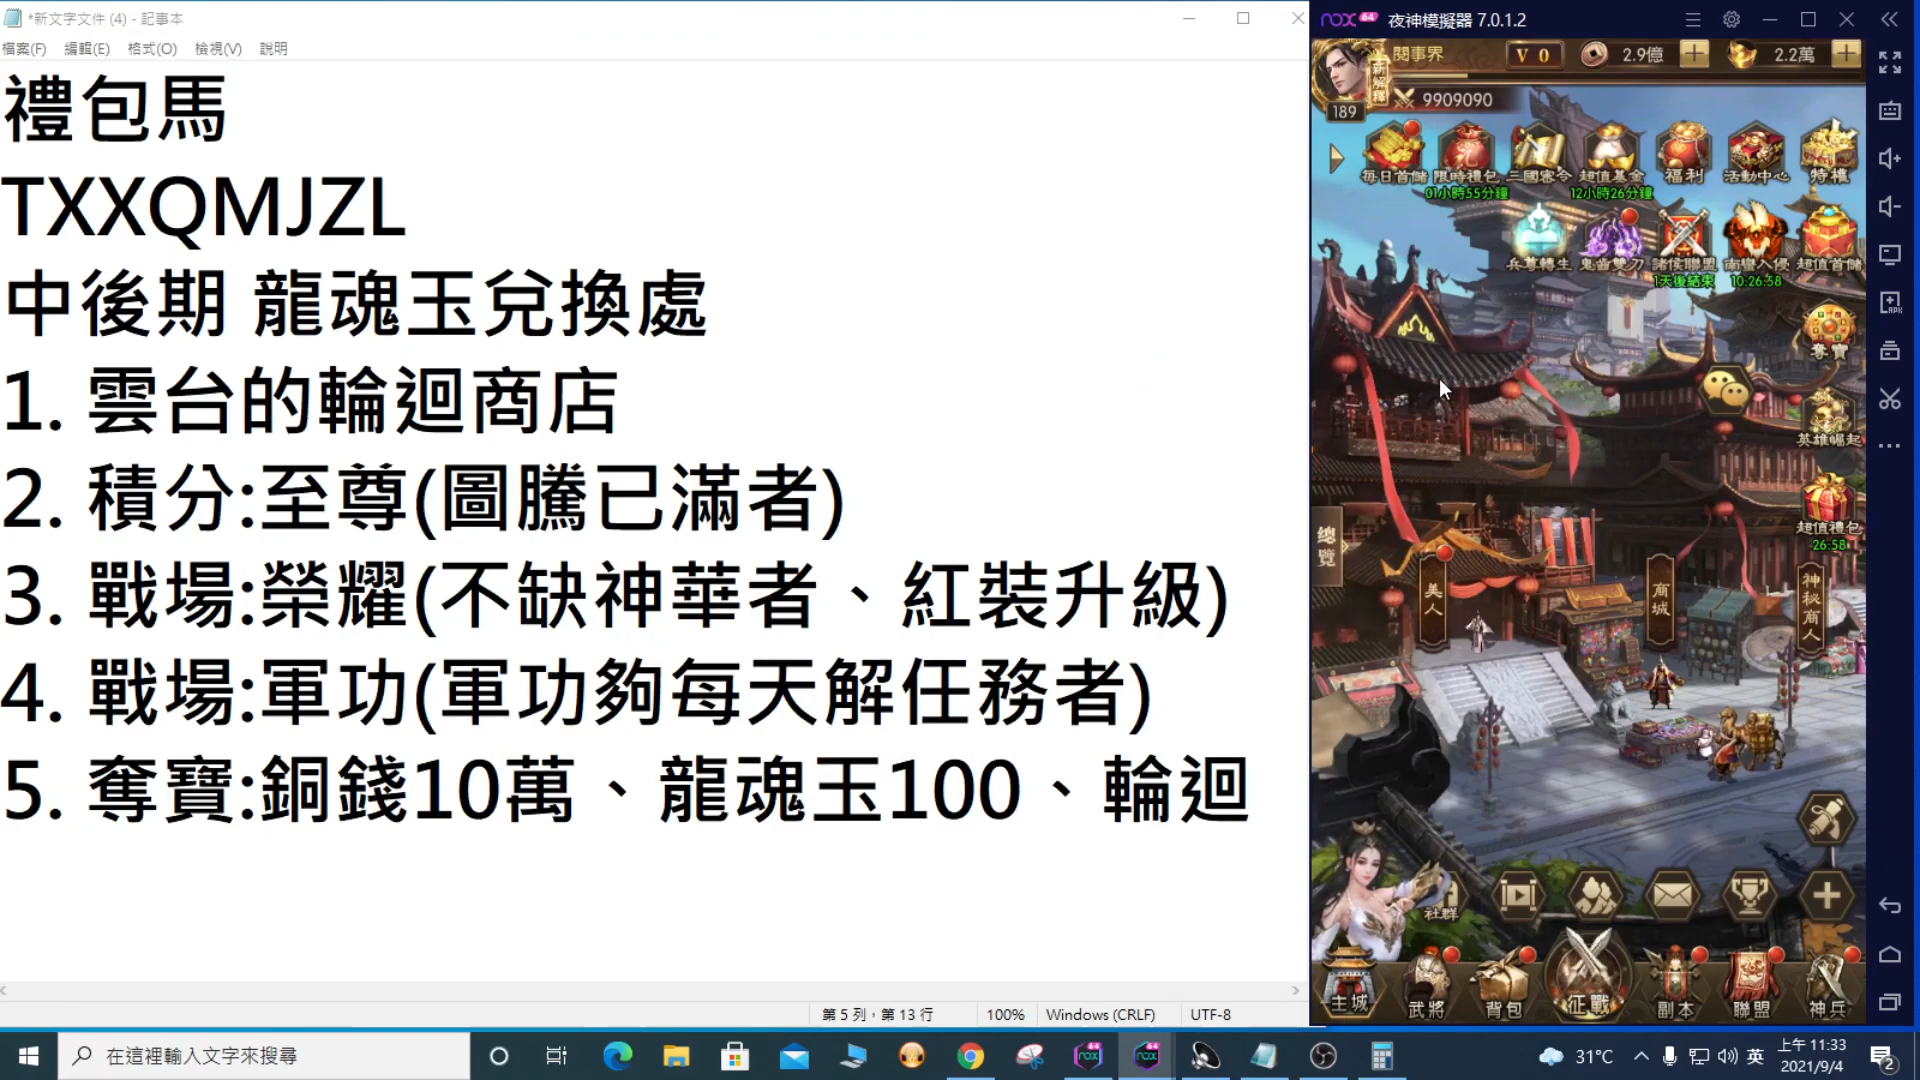 *新文字文件 (4) - 記事本
檔案(F) 編輯(E) 格式(O) 檢視(V) 說明
禮包馬
TXXQMJZL
中後期 龍魂玉兌換處
1. 雲台的輪迴商店
2. 積分:至尊(圖騰已滿者)
3. 戰場:榮耀(不缺神華者、紅裝升級)
4. 戰場:軍功(軍功夠每天解任務者)
5. 奪寶:銅錢10萬、龍魂玉100、輪迴
第 5 列，第 13 行 100% Windows (CRLF) UTF-8
nox 64 夜神模擬器 7.0.1.2
閱事界 V 0 2.9億 2.2萬
新解釋
189 9909090
每日首儲 限時禮包 三國密令 超值基金 福利 活動中心 特權
01小時55分鐘 12小時26分鐘
兵尊轉生 鬼齒雙刀 諸侯聯盟 南蠻入侵 超值首儲
1天後結束 10:26:58
奪寶
英雄崛起
超值禮包
26:58
總覽
美人
商城
神秘商人
社群
主城 武將 背包 征戰 副本 聯盟 神兵
在這裡輸入文字來搜尋
31°C 英 上午 11:33
2021/9/4
2